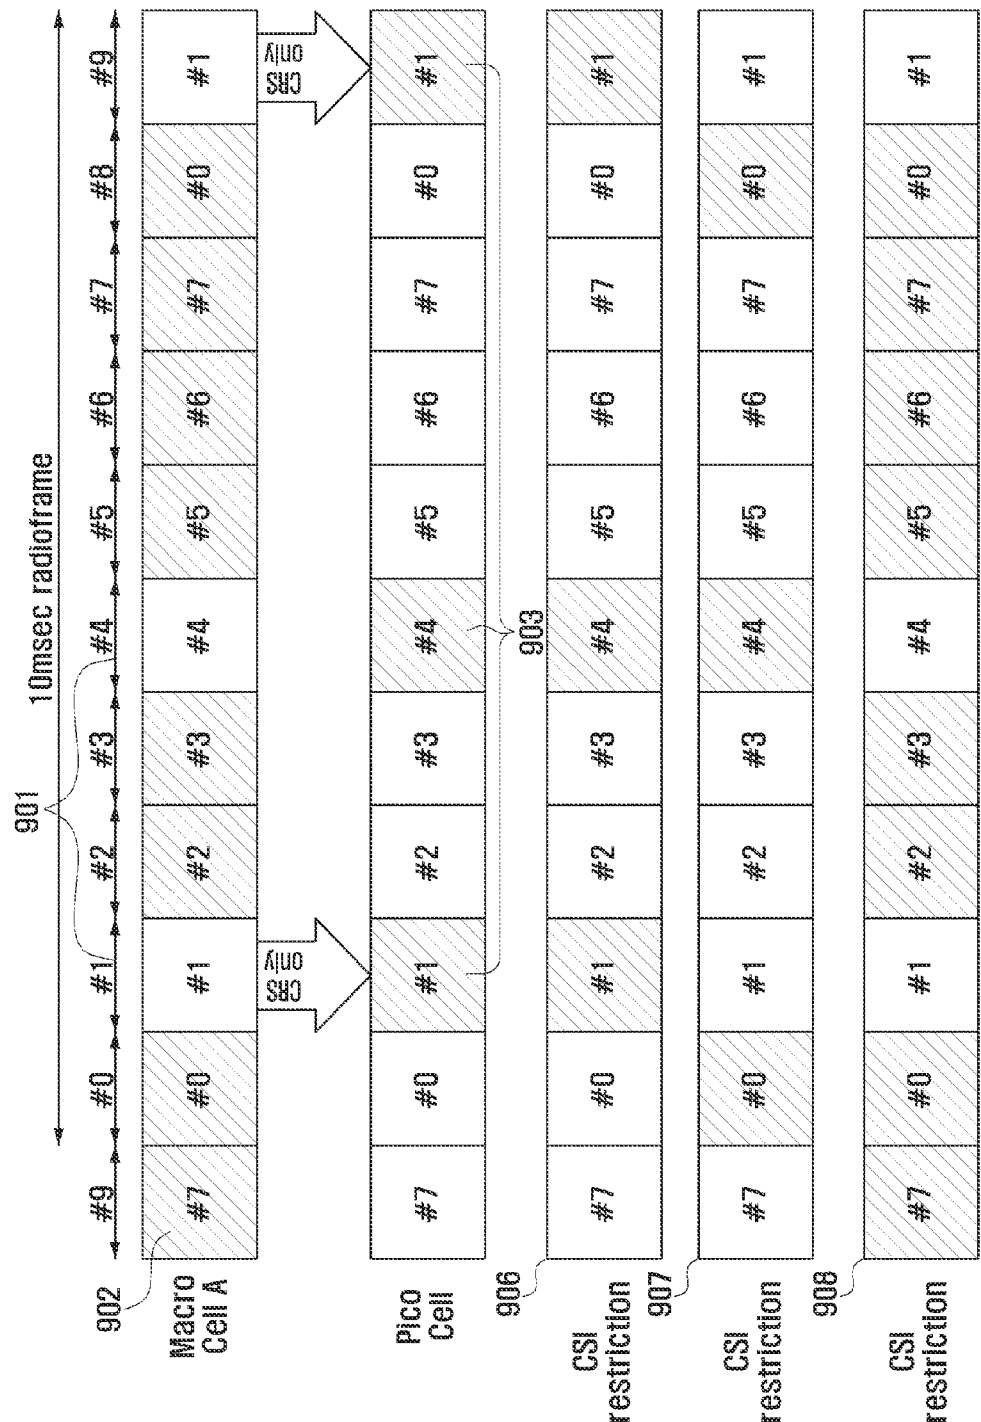 901
10msec radioframe
#9 #0 #1 #2 #3 #4 #5 #6 #7 #8 #9
902
Macro
Cell A
#7 #0 #1 #2 #3 #4 #5 #6 #7 #0 #1
CRS
only
CRS
only
Pico
Cell
#7 #0 #1 #2 #3 #4 #5 #6 #7 #0 #1
903
906
CSI
restriction
#7 #0 #1 #2 #3 #4 #5 #6 #7 #0 #1
907
CSI
restriction
#7 #0 #1 #2 #3 #4 #5 #6 #7 #0 #1
908
CSI
restriction
#7 #0 #1 #2 #3 #4 #5 #6 #7 #0 #1